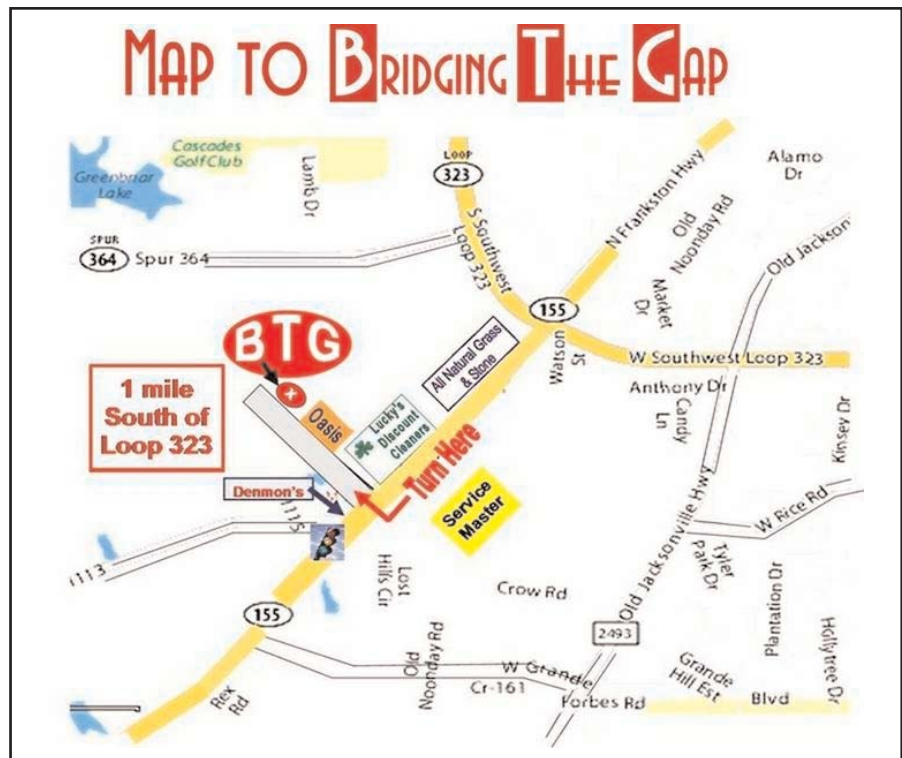 MAP TO BRIDGING THE GAP
Cascades
Golf Club
Greenbriar
Lake
Lamb Dr
LOOP
323
S Southwest
Loop 323
N Frankston Hwy
Alamo
Dr
Old
Noonday Rd
Market
Dr
Old Jackson
SPUR
364
Spur 364
155
Watson
St
W Southwest Loop 323
BTG
All Natural Grass
& Stone
1 mile
South of
Loop 323
Oasis
Lucky's
Discount
Cleaners
Turn Here
Anthony Dr
Candy
Ln
Kinsey Dr
Denmon's
1115
Service
Master
Old Jacksonville Hwy
W Rice Rd
Tyler
Park Dr
1113
Lost
Hills Cir
Crow Rd
Plantation Dr
Hollytree Dr
155
2493
Old
Noonday Rd
W Grande
Cr-161
Forbes Rd
Grande
Hill Est
Blvd
Rex
Rd